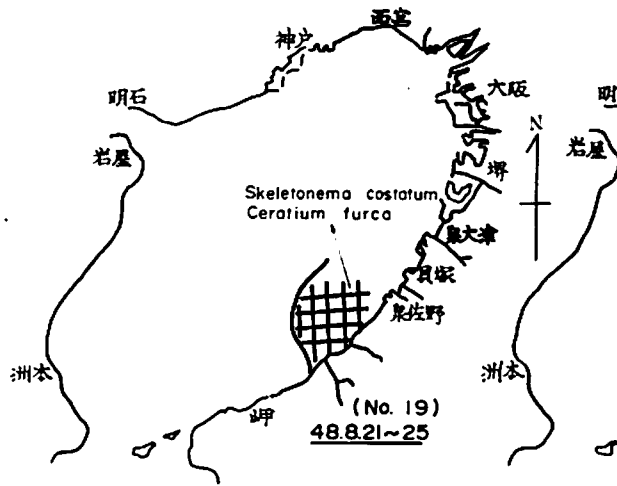 西宮
神戸
大阪
明石
明
N
岩屋
岩屋
堺
Skeletonema costatum
Ceratium furca
泉大津
貝塚
泉佐野
洲本
洲本
岬
(No. 19)
48.8.21~25